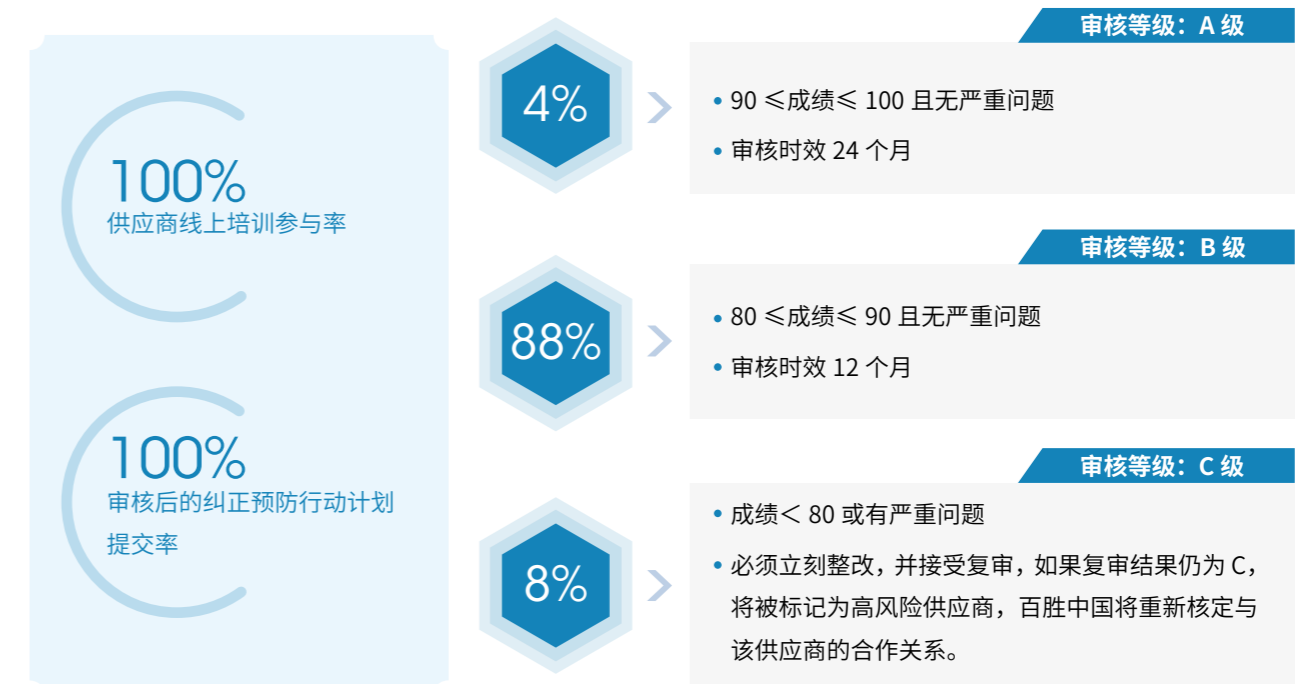 100%
供应商线上培训参与率
100%
审核后的纠正预防行动计划
提交率
4%
审核等级：A 级
• 90 ≤成绩≤ 100 且无严重问题
• 审核时效 24 个月
88%
审核等级：B 级
• 80 ≤成绩≤ 90 且无严重问题
• 审核时效 12 个月
8%
审核等级：C 级
• 成绩＜ 80 或有严重问题
• 必须立刻整改，并接受复审，如果复审结果仍为 C，
将被标记为高风险供应商，百胜中国将重新核定与
该供应商的合作关系。